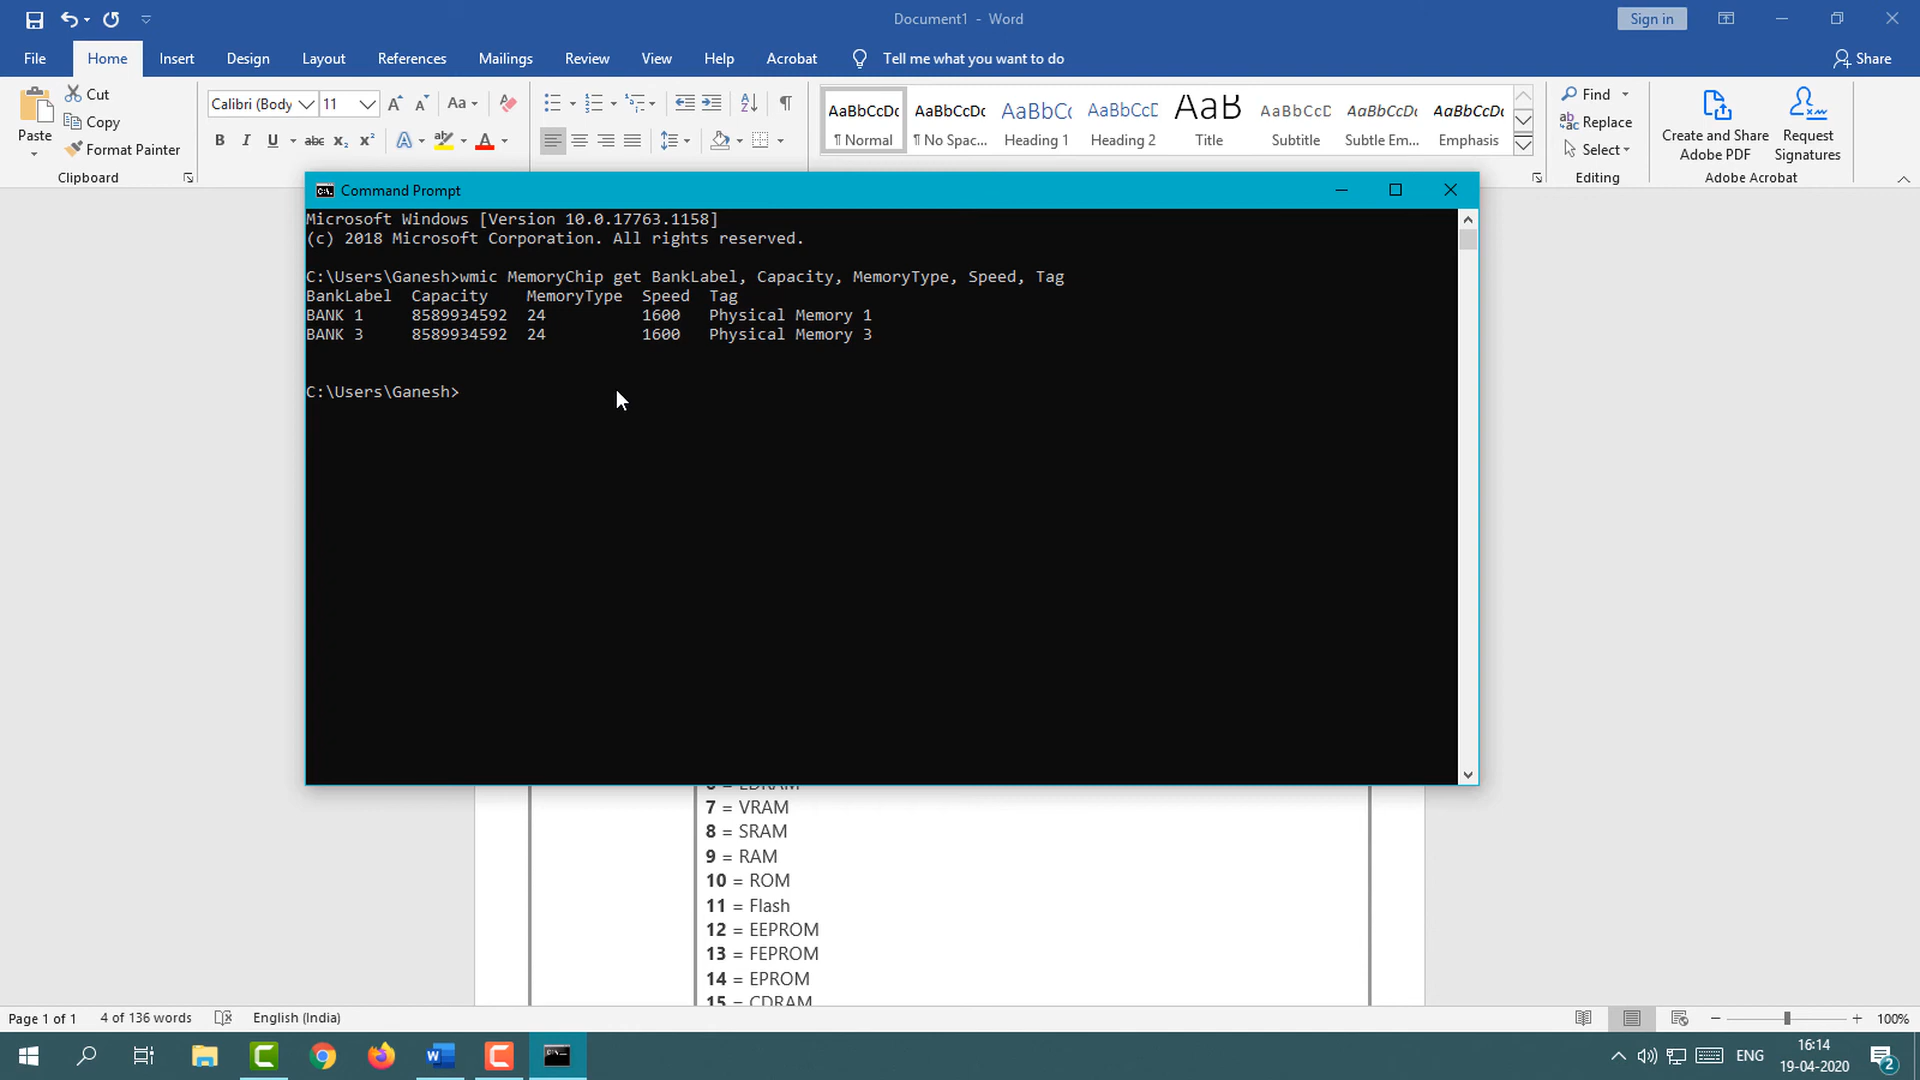 Document1 - Word
Sign in
File Home Insert Design Layout References Mailings Review View Help Acrobat Tell me what you want to do Share
Paste
Cut
Copy
Format Painter
Clipboard
Calibri (Body 11
AaBbCcDc AaBbCcDc AaBbCc AaBbCcD AaB AaBbCcD AaBbCcDc AaBbCcDc
¶ Normal ¶ No Spac... Heading 1 Heading 2 Title Subtitle Subtle Em... Emphasis
Find
Replace
Select
Editing
Create and Share
Adobe PDF
Request
Signatures
Adobe Acrobat
Command Prompt
Microsoft Windows [Version 10.0.17763.1158]
(c) 2018 Microsoft Corporation. All rights reserved.
C:\Users\Ganesh>wmic MemoryChip get BankLabel, Capacity, MemoryType, Speed, Tag
BankLabel Capacity MemoryType Speed Tag
BANK 1 8589934592 24 1600 Physical Memory 1
BANK 3 8589934592 24 1600 Physical Memory 3
C:\Users\Ganesh>
7 = VRAM
8 = SRAM
9 = RAM
10 = ROM
11 = Flash
12 = EEPROM
13 = FEPROM
14 = EPROM
15 = CDRAM
Page 1 of 1 4 of 136 words English (India) 100%
ENG 16:14
19-04-2020
2